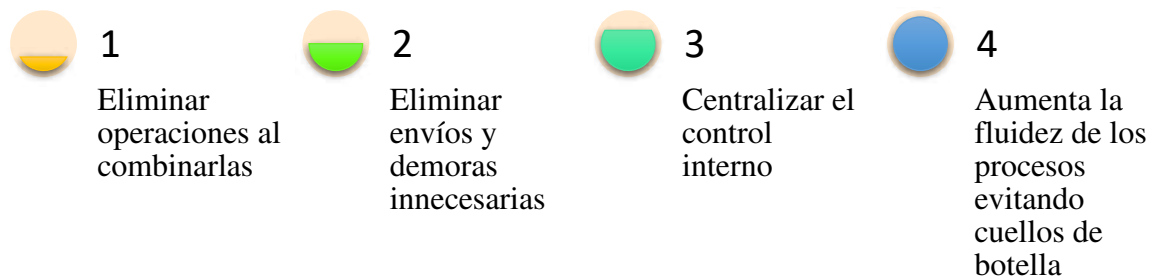 1
Eliminar
operaciones al
combinarlas
2
Eliminar
envíos y
demoras
innecesarias
3
Centralizar el
control
interno
4
Aumenta la
fluidez de los
procesos
evitando
cuellos de
botella